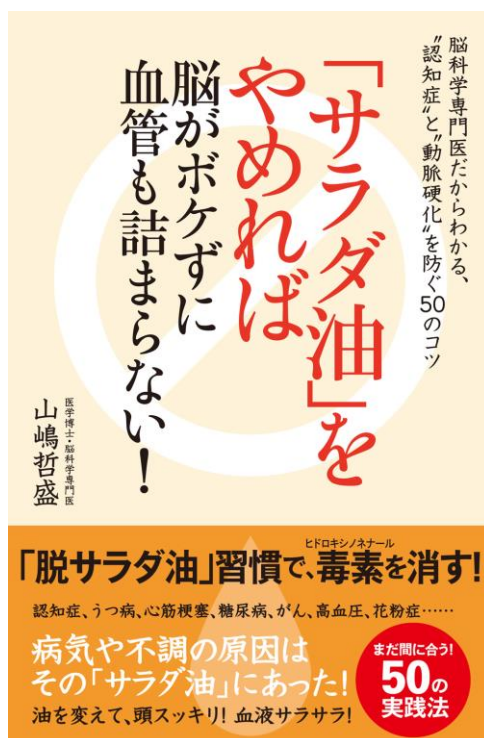 脳科学専門医だからわかる、
〝認知症〟と〝動脈硬化〟を防ぐ50のコツ
「サラダ油」を
やめれば
脳がボケずに
血管も詰まらない!
医学博士・脳科学専門医
山嶋哲盛
ヒドロキシノネナール
「脱サラダ油」習慣で、毒素を消す!
認知症、うつ病、心筋梗塞、糖尿病、がん、高血圧、花粉症……
病気や不調の原因は
その「サラダ油」にあった!
油を変えて、頭スッキリ! 血液サラサラ!
まだ間に合う!
50の
実践法